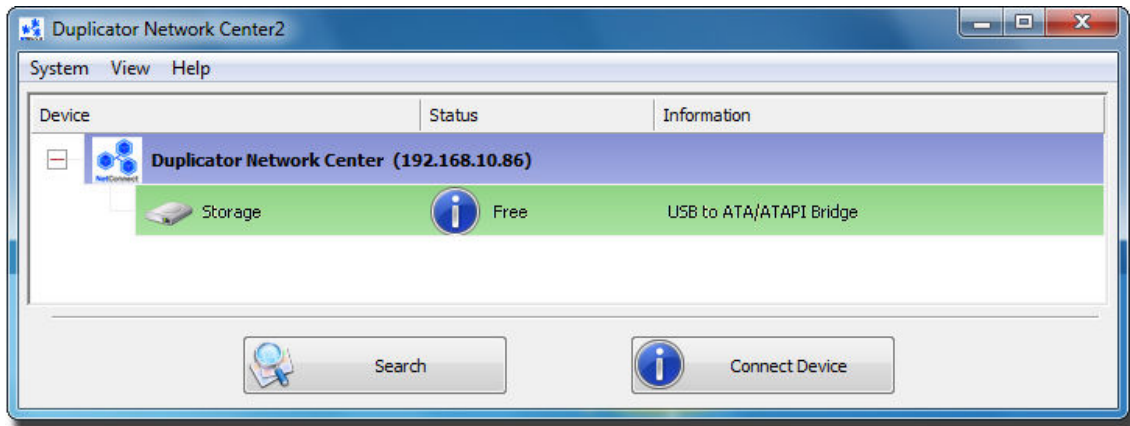 Duplicator Network Center2
System View Help
Device Status Information
NetConnect
Duplicator Network Center (192.168.10.86)
Storage Free USB to ATA/ATAPI Bridge
Search Connect Device